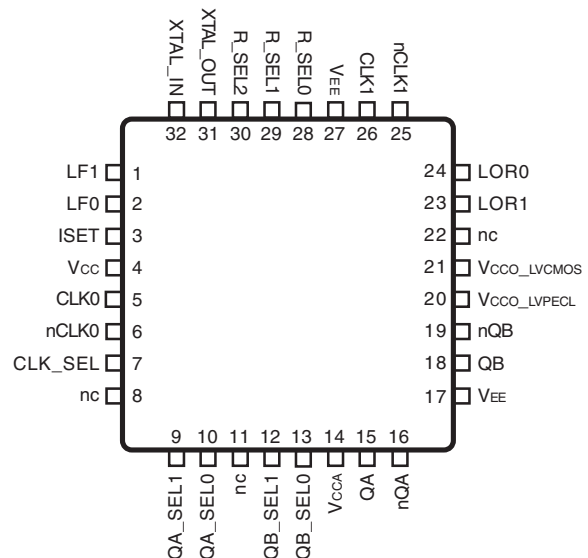 XTAL_IN
XTAL_OUT
R_SEL2
R_SEL1
R_SEL0
VEE
CLK1
nCLK1
32 31 30 29 28 27 26 25
LF1 1
LF0 2
ISET 3
VCC 4
CLK0 5
nCLK0 6
CLK_SEL 7
nc 8
24 LOR0
23 LOR1
22 nc
21 VCCO_LVCMOS
20 VCCO_LVPECL
19 nQB
18 QB
17 VEE
9 10 11 12 13 14 15 16
QA_SEL1
QA_SEL0
nc
QB_SEL1
QB_SEL0
VCCA
QA
nQA